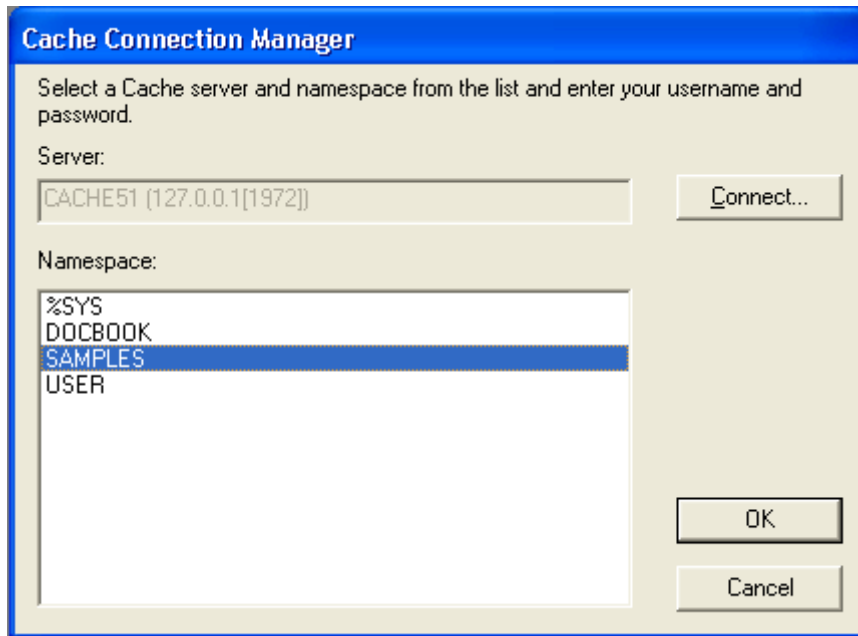 Cache Connection Manager
Select a Cache server and namespace from the list and enter your username and
password.
Server:
CACHE51 (127.0.0.1[1972])
Connect...
Namespace:
%SYS
DOCBOOK
SAMPLES
USER
OK
Cancel